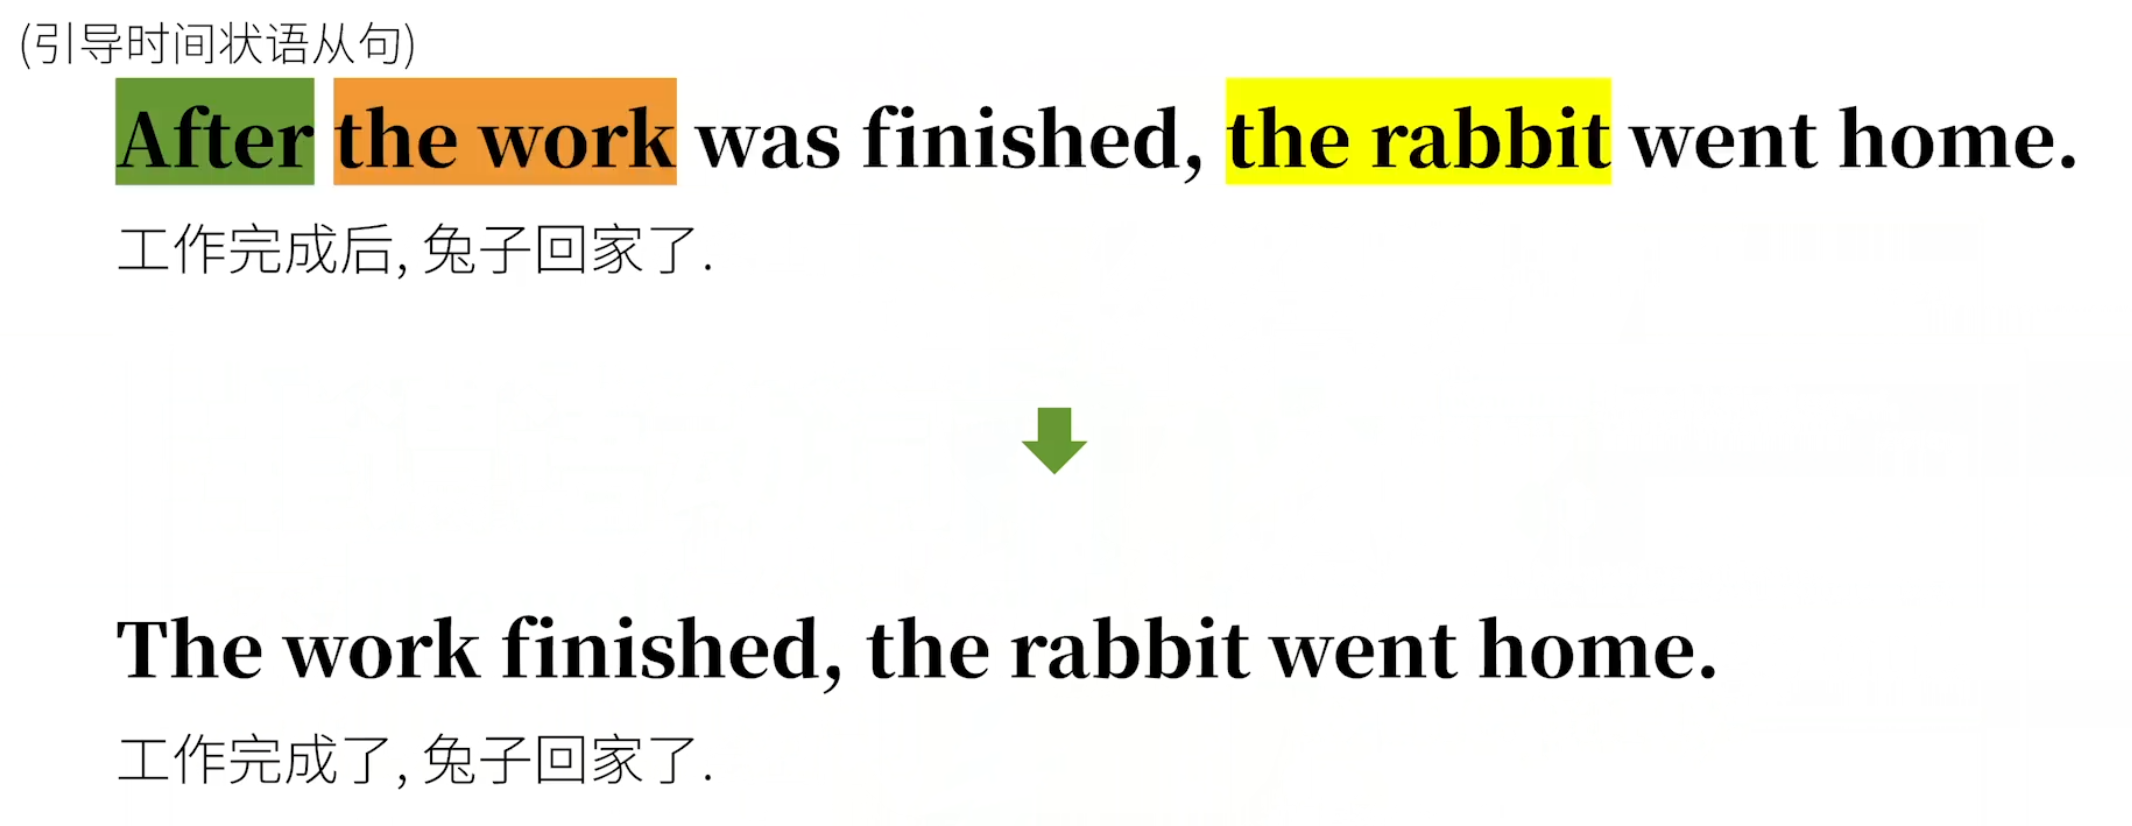 (引导时间状语从句)
After the work was finished, the rabbit went home.
工作完成后, 兔子回家了.
The work finished, the rabbit went home.
工作完成了, 兔子回家了.